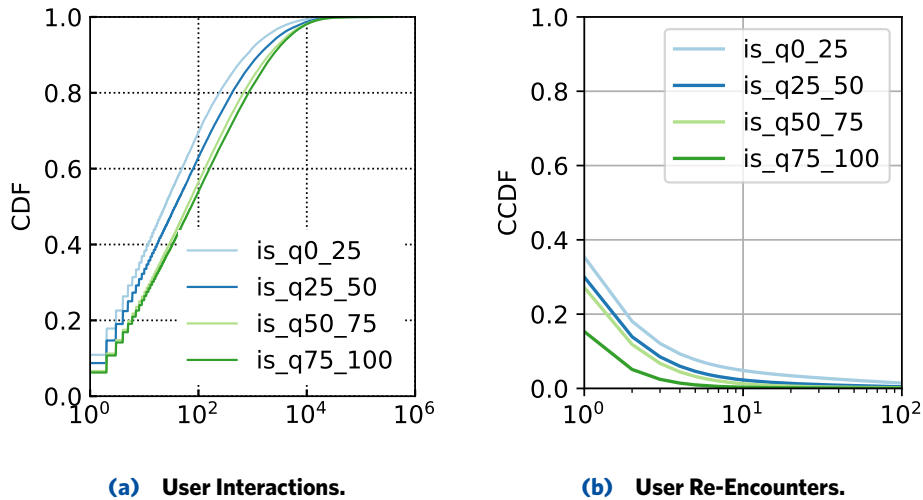 1.0
0.8
0.6
0.4
0.2
0.0
CDF
is_q0_25
is_q25_50
is_q50_75
is_q75_100
10^0 10^2 10^4 10^6
(a) User Interactions.
1.0
0.8
0.6
0.4
0.2
0.0
CCDF
is_q0_25
is_q25_50
is_q50_75
is_q75_100
10^0 10^1 10^2
(b) User Re-Encounters.